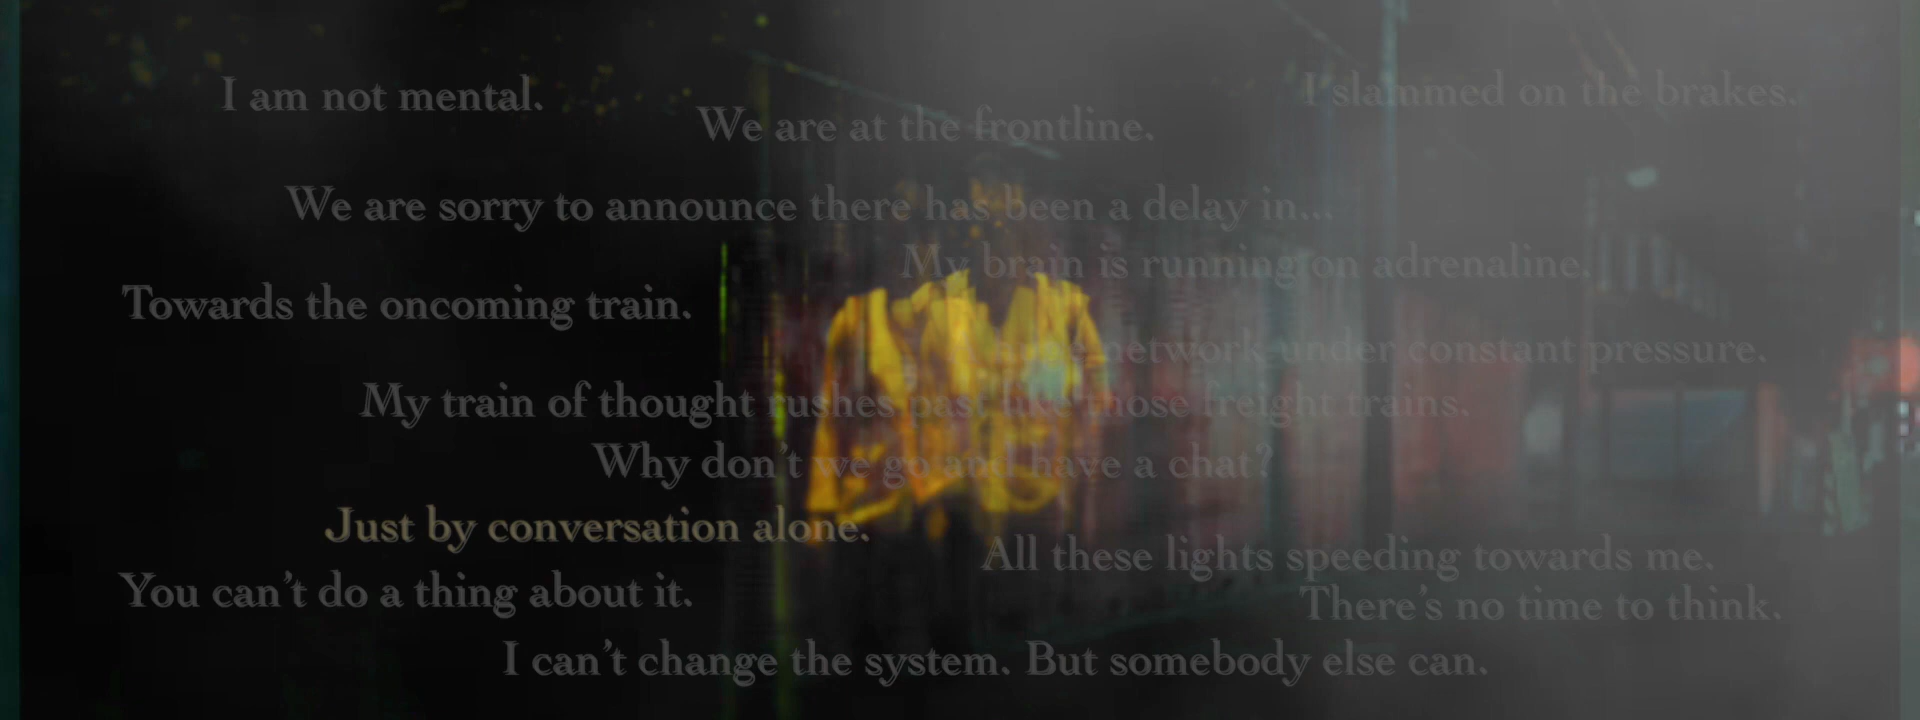 I am not mental.
I slammed on the brakes.
We are at the frontline.
We are sorry to announce there has been a delay in...
My brain is running on adrenaline.
Towards the oncoming train.
network under constant pressure.
My train of thought rushes past like those freight trains.
Why don't we go and have a chat?
Just by conversation alone.
All these lights speeding towards me.
You can't do a thing about it.
There's no time to think.
I can't change the system. But somebody else can.